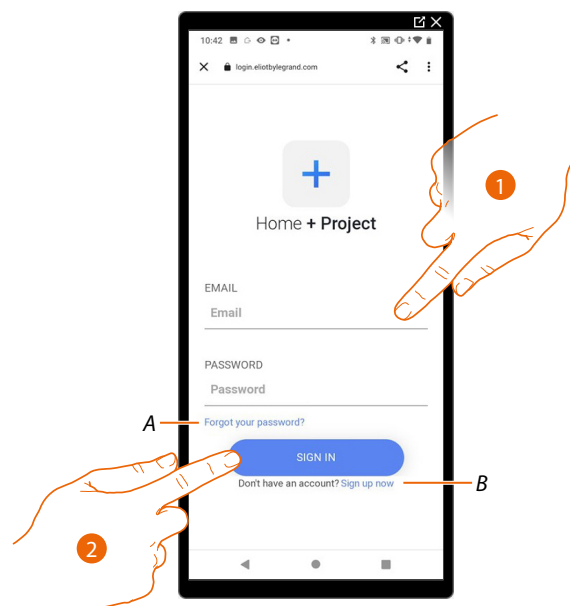 10:42
login.eliotbylegrand.com
1
Home + Project
EMAIL
Email
PASSWORD
Password
A
Forgot your password?
SIGN IN
Don't have an account? Sign up now
B
2